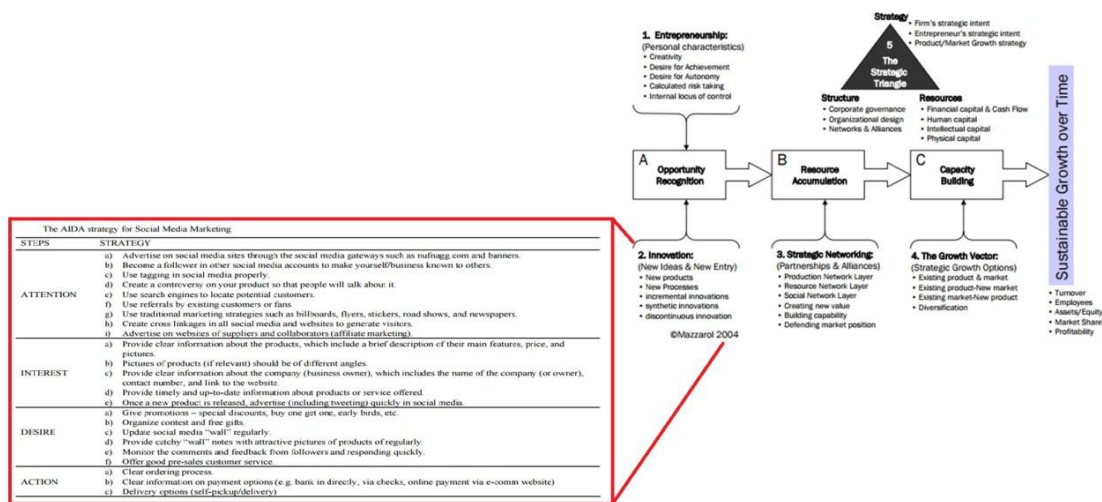 Strategy
• Firm's strategic intent
• Entrepreneur's strategic intent
• Product/Market Growth strategy
5
The
Strategic
Triangle
1. Entrepreneurship:
(Personal characteristics)
• Creativity
• Desire for Achievement
• Desire for Autonomy
• Calculated risk taking
• Internal locus of control
Structure
• Corporate governance
• Organizational design
• Networks & Alliances
Resources
• Financial capital & Cash Flow
• Human capital
• Intellectual capital
• Physical capital
A
Opportunity
Recognition
B
Resource
Accumulation
C
Capacity
Building
Sustainable Growth over Time
• Turnover
• Employees
• Assets/Equity
• Market Share
• Profitability
2. Innovation:
(New Ideas & New Entry)
• New products
• New Processes
• incremental innovations
• synthetic innovations
• discontinuous innovation
3. Strategic Networking:
(Partnerships & Alliances)
• Production Network Layer
• Resource Network Layer
• Social Network Layer
• Creating new value
• Building capability
• Defending market position
4. The Growth Vector:
(Strategic Growth Options)
• Existing product & market
• Existing product-New market
• Existing market-New product
• Diversification
©Mazzarol 2004
The AIDA strategy for Social Media Marketing
STEPS STRATEGY
ATTENTION
a) Advertise on social media sites through the social media gateways such as rufnagg.com and banners.
b) Become a follower in other social media accounts to make yourself/business known to others.
c) Use tagging in social media properly.
d) Create a controversy on your product so that people will talk about it.
e) Use search engines to locate potential customers.
f) Use referrals by existing customers or fans.
g) Use traditional marketing strategies such as billboards, flyers, stickers, road shows, and newspapers.
h) Create cross linkages in all social media and websites to generate visitors.
i) Advertise on websites of suppliers and collaborators (affiliate marketing).
INTEREST
a) Provide clear information about the products, which include a brief description of their main features, price, and
pictures.
b) Pictures of products (if relevant) should be of different angles.
c) Provide clear information about the company (business owner), which includes the name of the company (or owner),
contact number, and link to the website.
d) Provide timely and up-to-date information about products or service offered.
e) Once a new product is released, advertise (including tweeting) quickly in social media.
DESIRE
a) Give promotions – special discounts, buy one get one, early birds, etc.
b) Organize contest and free gifts.
c) Update social media "wall" regularly.
d) Provide catchy "wall" notes with attractive pictures of products of regularly.
e) Monitor the comments and feedback from followers and responding quickly.
f) Offer good pre-sales customer service.
ACTION
a) Clear ordering process.
b) Clear information on payment options (e.g. bank in directly, via checks, online payment via e-comm website)
c) Delivery options (self-pickup/delivery)